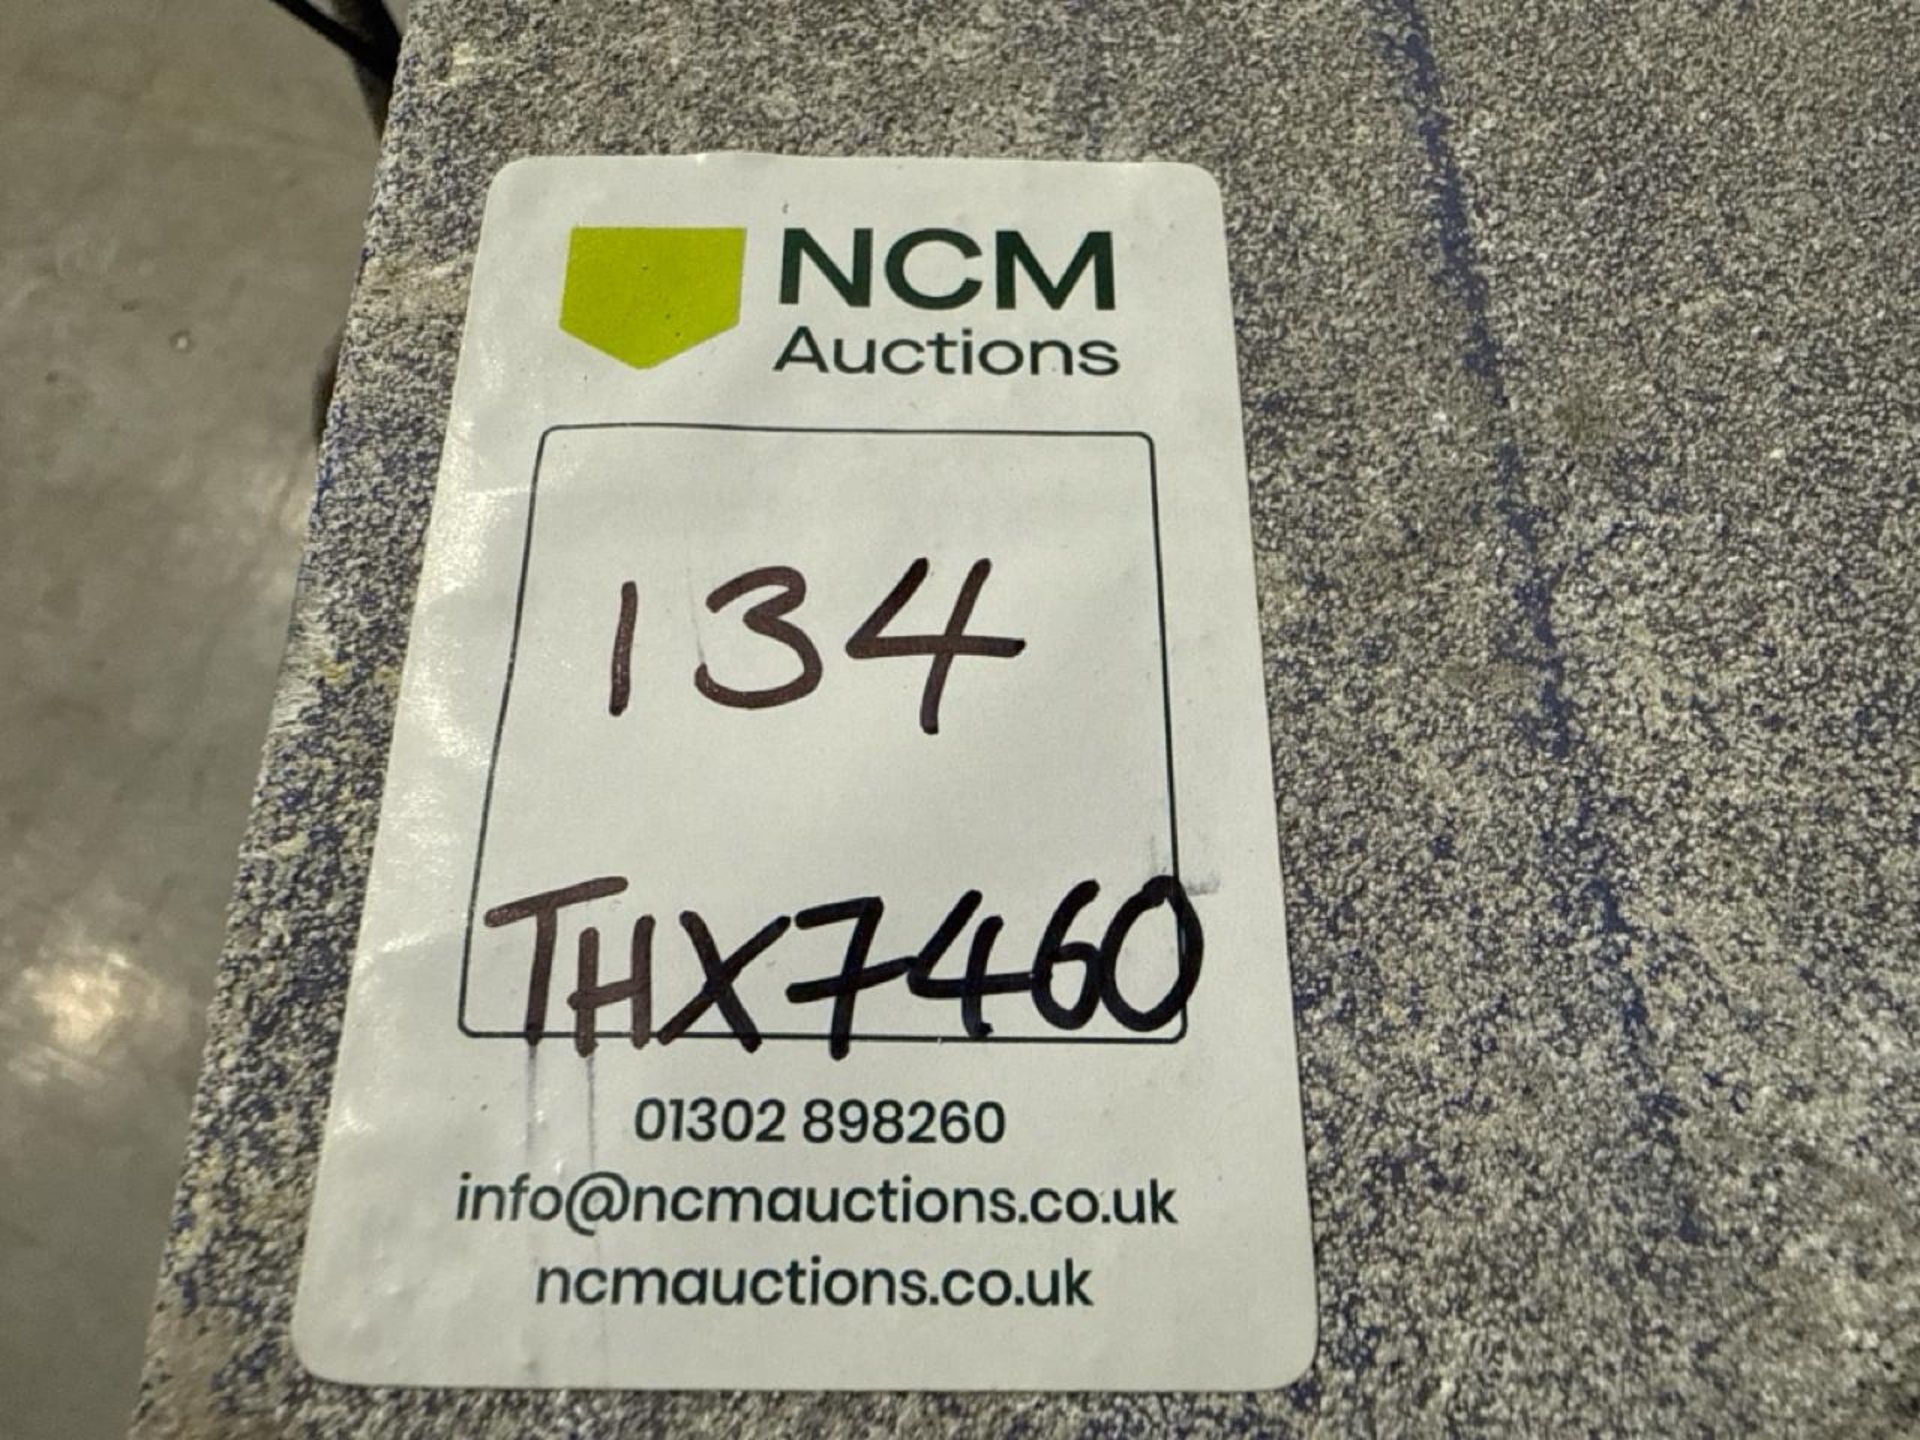 NCM
Auctions
134
THX7460
01302 898260
info@ncmauctions.co.uk
ncmauctions.co.uk